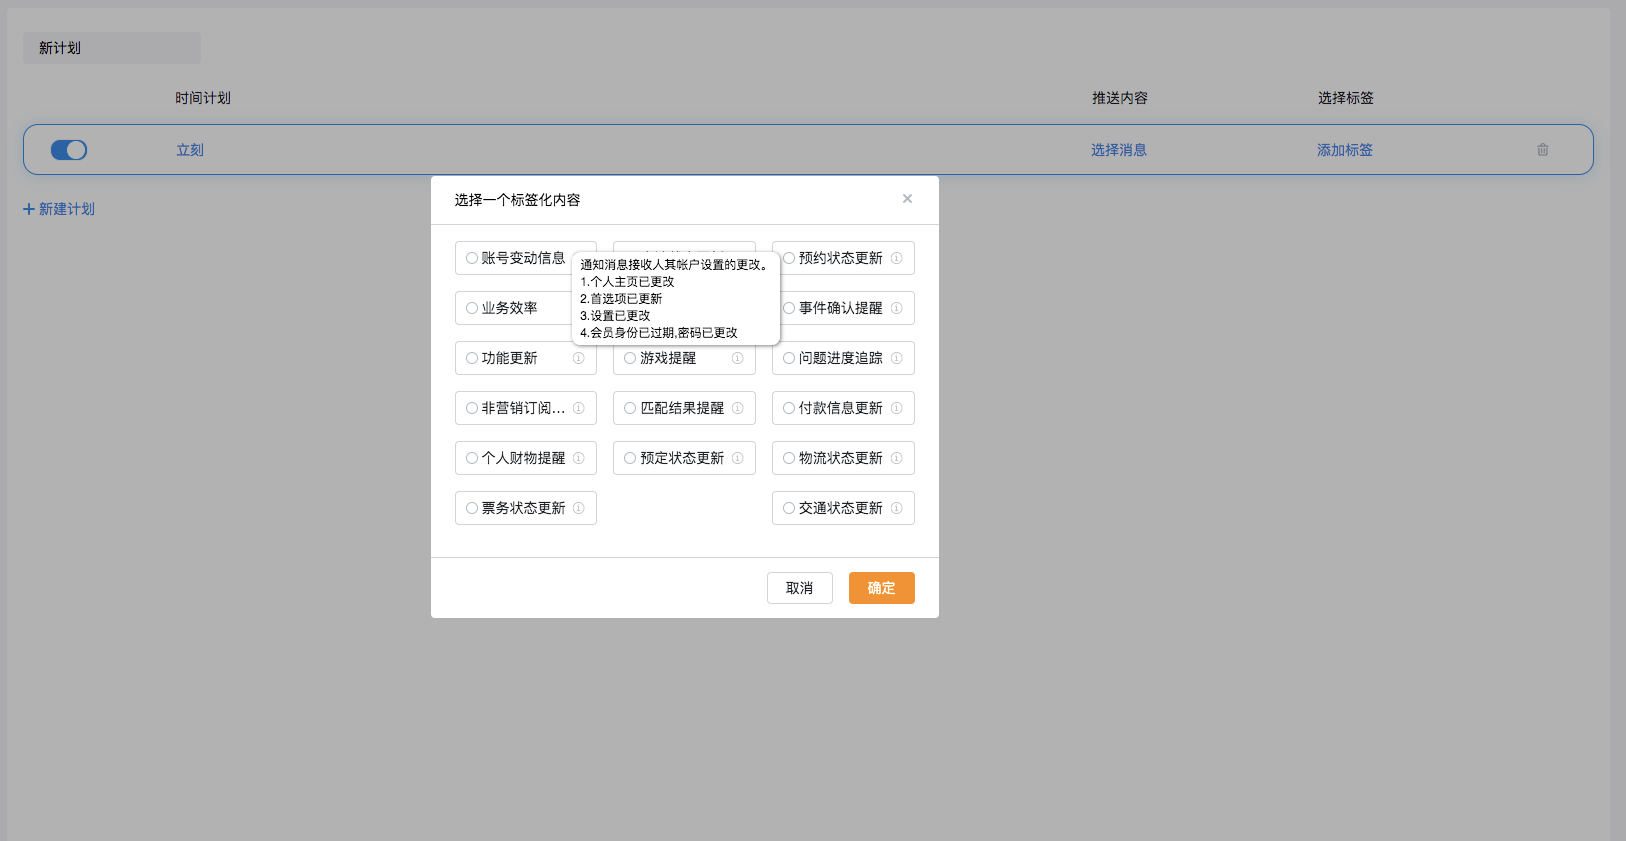 新计划
时间计划 推送内容 选择标签
立刻 选择消息 添加标签
新建计划
选择一个标签化内容
账号变动信息 预约状态更新
通知消息接收人其帐户设置的更改。
1.个人主页已更改
2.首选项已更新
3.设置已更改
4.会员身份已过期,密码已更改
业务效率 事件确认提醒
功能更新 游戏提醒 问题进度追踪
非营销订阅... 匹配结果提醒 付款信息更新
个人财物提醒 预定状态更新 物流状态更新
票务状态更新 交通状态更新
取消 确定